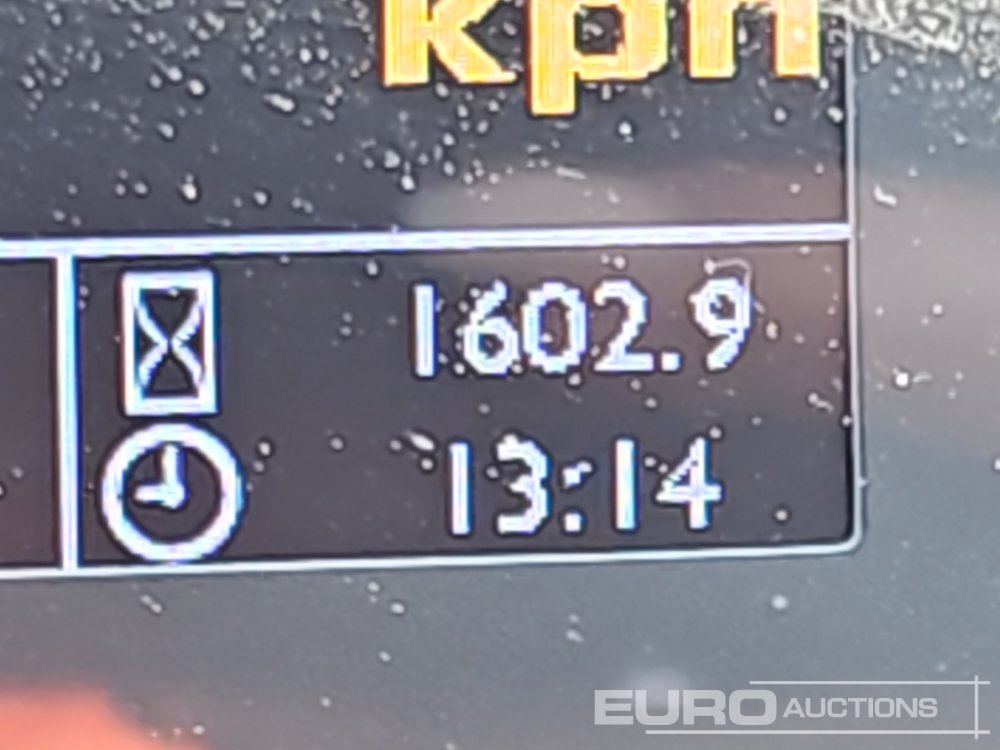 kph
1602.9
13:14
EURO AUCTIONS